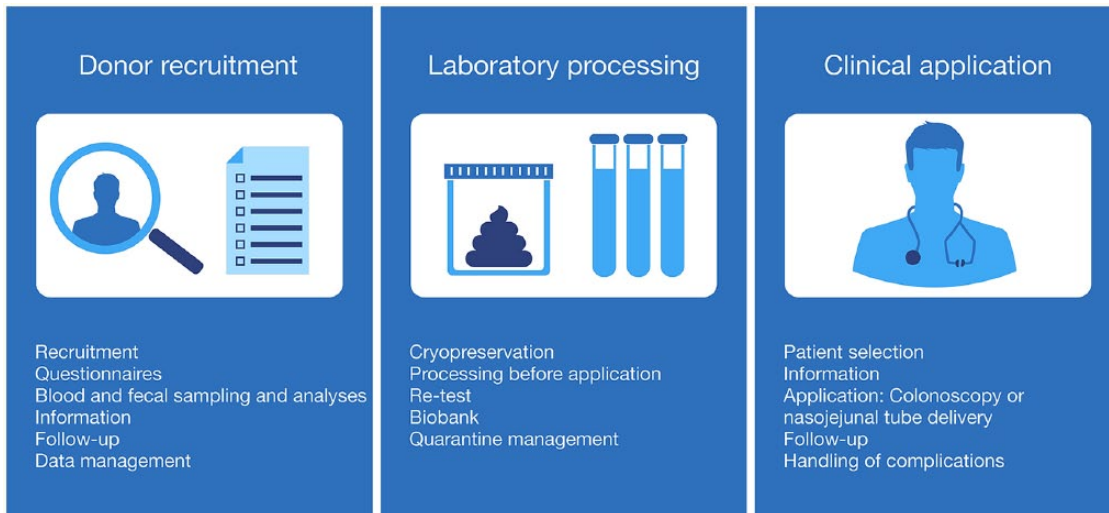 Donor recruitment
Recruitment
Questionnaires
Blood and fecal sampling and analyses
Information
Follow-up
Data management
Laboratory processing
Cryopreservation
Processing before application
Re-test
Biobank
Quarantine management
Clinical application
Patient selection
Information
Application: Colonoscopy or
nasojejunal tube delivery
Follow-up
Handling of complications